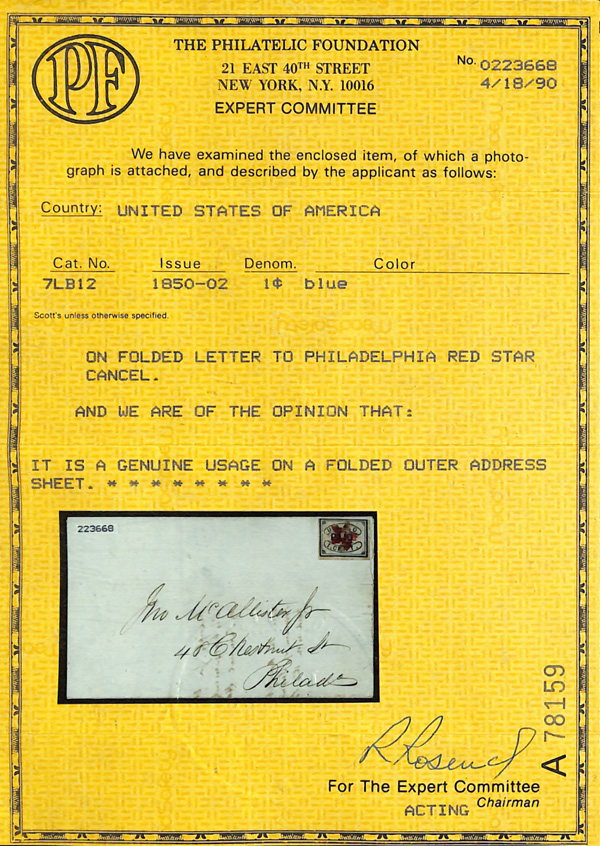 PF
THE PHILATELIC FOUNDATION
21 EAST 40TH STREET
NEW YORK, N.Y. 10016
EXPERT COMMITTEE
No. 0223668
4/18/90
We have examined the enclosed item, of which a photo-
graph is attached, and described by the applicant as follows:
Country: UNITED STATES OF AMERICA
Cat. No. Issue Denom. Color
7LB12 1850-02 1¢ blue
Scott's unless otherwise specified.
ON FOLDED LETTER TO PHILADELPHIA RED STAR
CANCEL.
AND WE ARE OF THE OPINION THAT:
IT IS A GENUINE USAGE ON A FOLDED OUTER ADDRESS
SHEET. * * * * * * * *
223668
Jno McAllister Jr
48 Chestnut St
Philada
A 78159
For The Expert Committee
ACTING Chairman